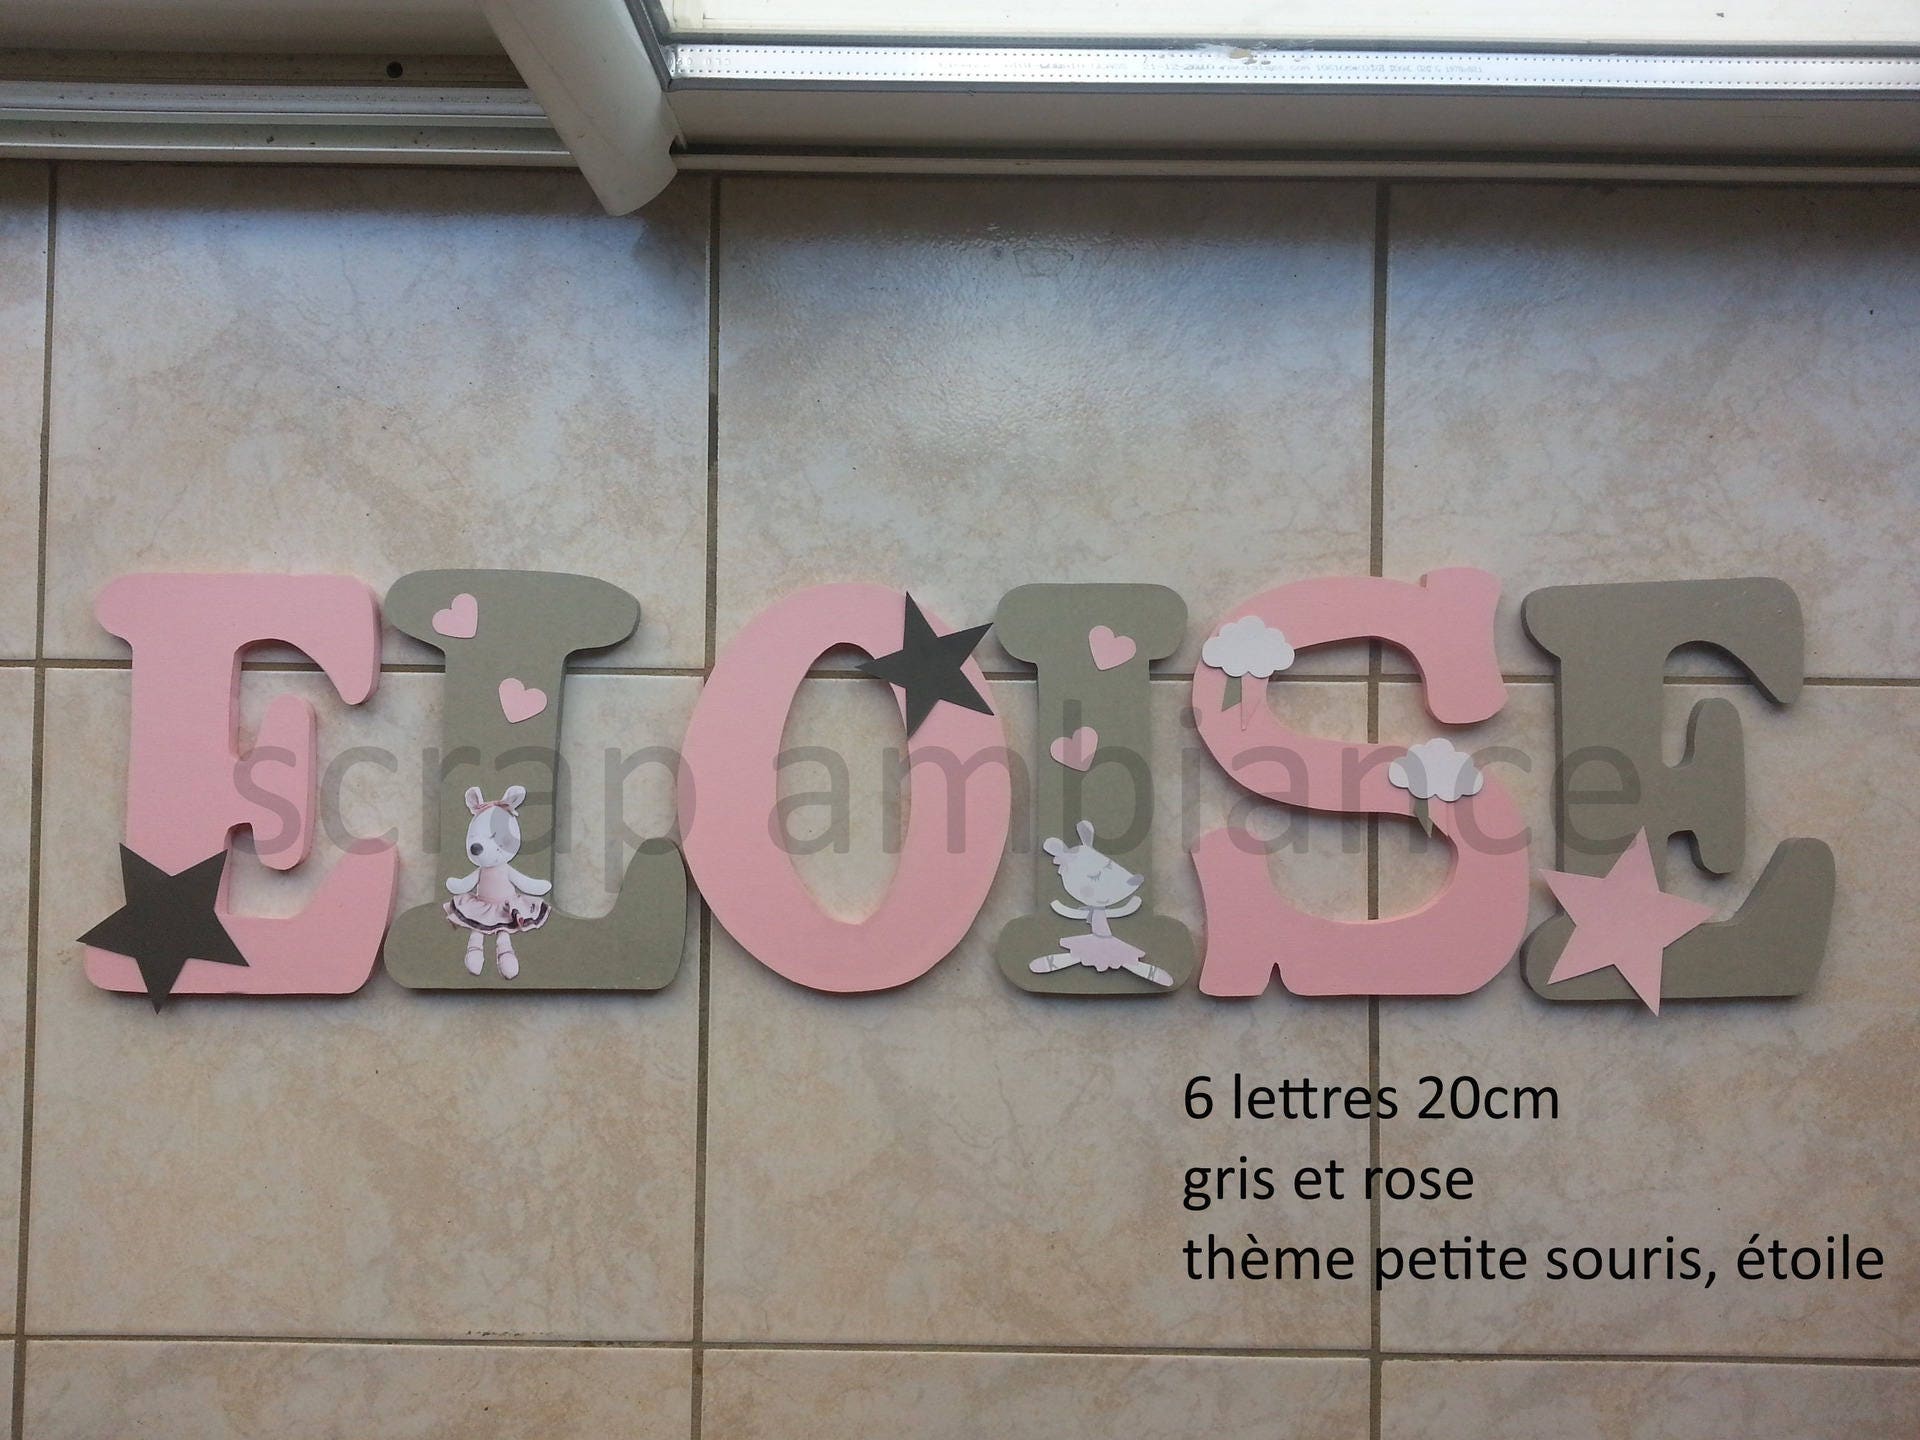 ELOISE
scrap ambiance
6 lettres 20cm
gris et rose
thème petite souris, étoile